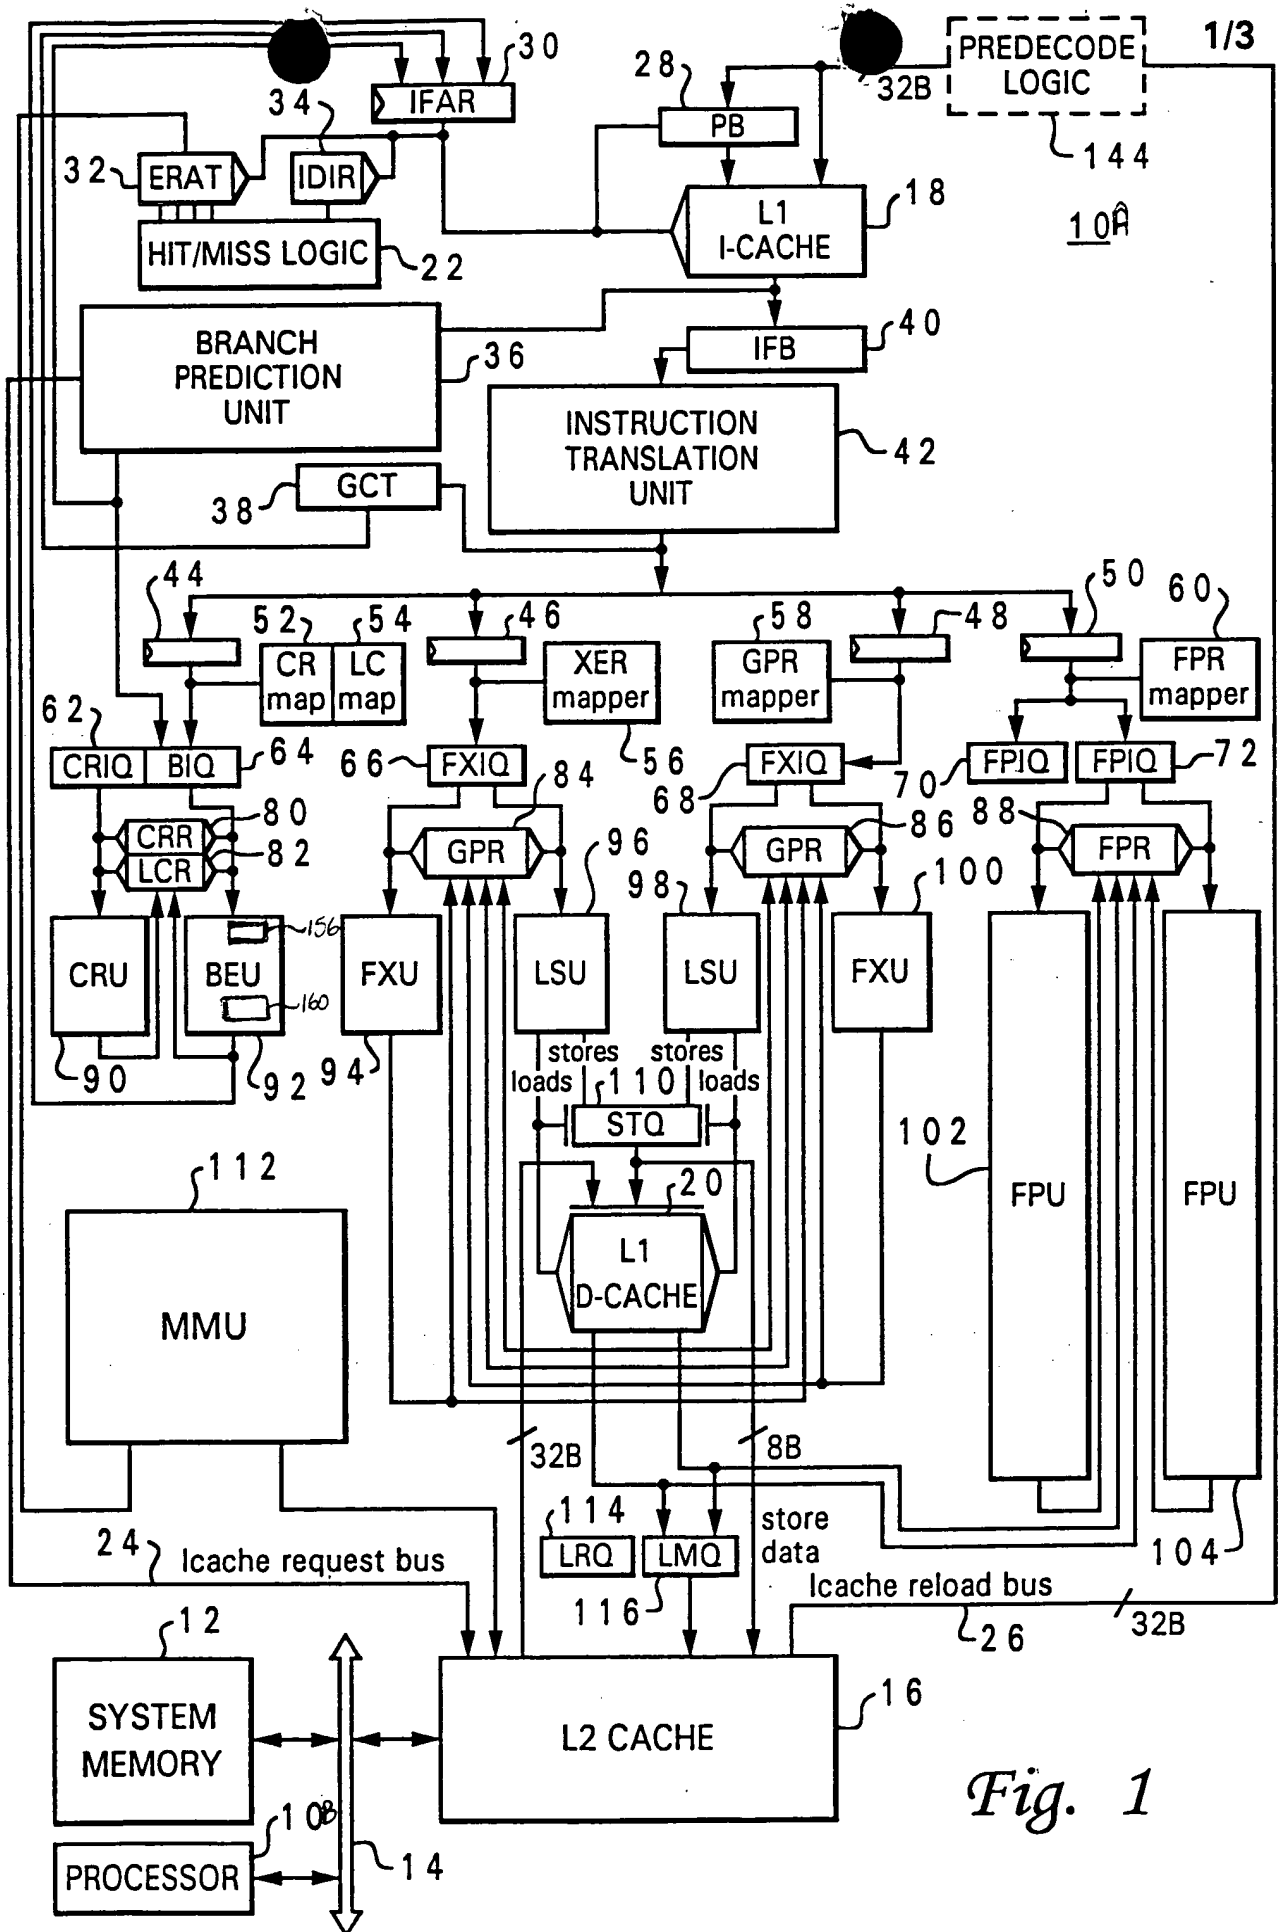 1/3
PREDECODE
LOGIC
32B
144
10A
30
IFAR
28
PB
34
32
ERAT
IDIR
HIT/MISS LOGIC
22
L1
I-CACHE
18
IFB
40
BRANCH
PREDICTION
UNIT
36
INSTRUCTION
TRANSLATION
UNIT
42
GCT
38
44
52
54
46
58
48
50
60
CR
map
LC
map
XER
mapper
GPR
mapper
FPR
mapper
62
CRIQ
BIQ
64
66
FXIQ
56
68
FXIQ
70
FPIQ
FPIQ
72
80
CRR
LCR
82
84
GPR
86
GPR
88
FPR
96
98
100
CRU
90
BEU
156
160
92
FXU
94
LSU
LSU
FXU
stores
loads
stores
loads
110
STQ
102
FPU
FPU
104
112
MMU
20
L1
D-CACHE
32B
8B
store
data
114
LRQ
LMQ
116
24
Icache request bus
Icache reload bus
26
32B
12
SYSTEM
MEMORY
L2 CACHE
16
10B
PROCESSOR
14
Fig. 1